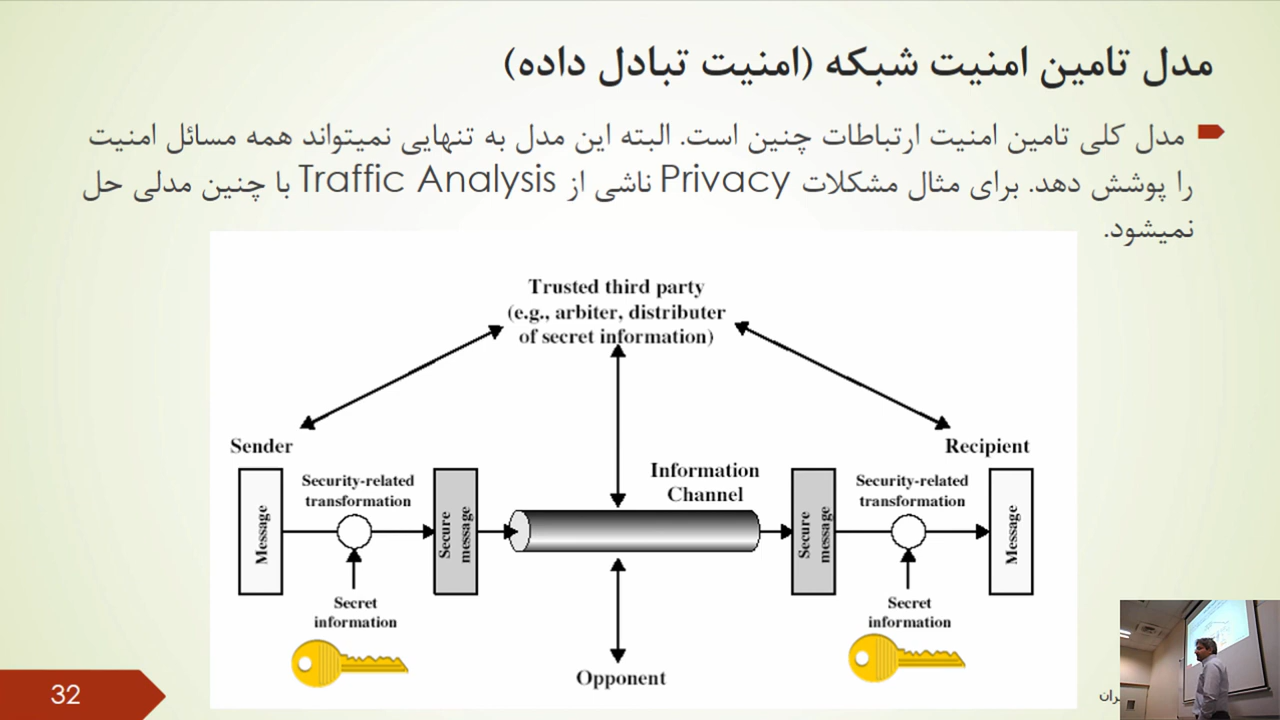 مدل تامین امنیت شبکه (امنیت تبادل داده)
مدل کلی تامین امنیت ارتباطات چنین است. البته این مدل به تنهایی نمیتواند همه مسائل امنیت
را پوشش دهد. برای مثال مشکلات Privacy ناشی از Traffic Analysis با چنین مدلی حل
نمیشود.
Trusted third party
(e.g., arbiter, distributer
of secret information)
Sender
Recipient
Information
Channel
Security-related
transformation
Security-related
transformation
Message
Secure
message
Secure
message
Message
Secret
information
Secret
information
Opponent
32